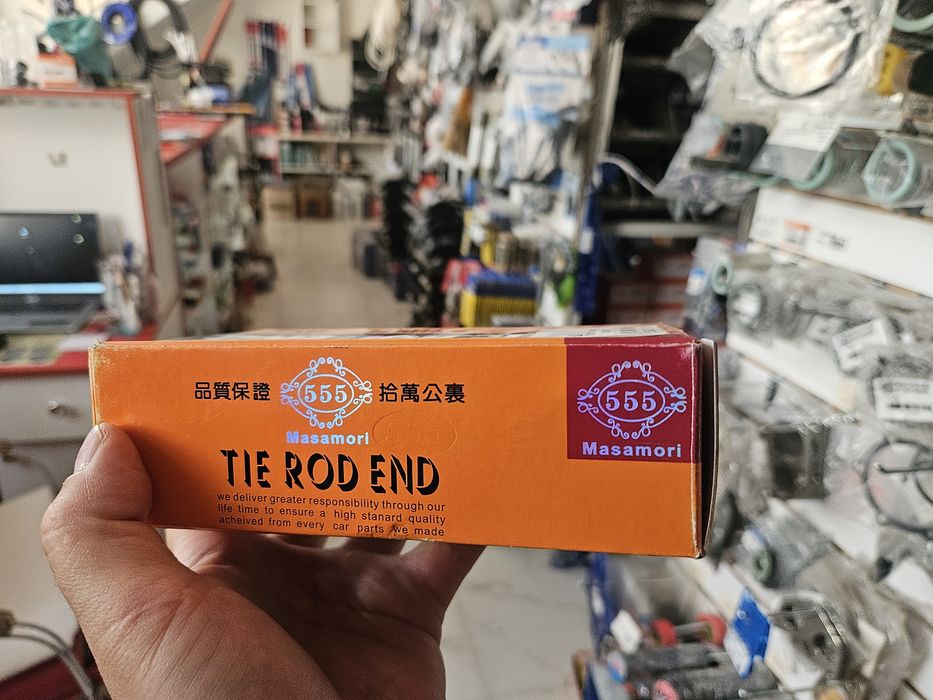 品質保證 555 拾萬公裏
Masamori
TIE ROD END
we deliver greater responsibility through our
life time to ensure a high stanard quality
acheived from every car parts we made
555
Masamori